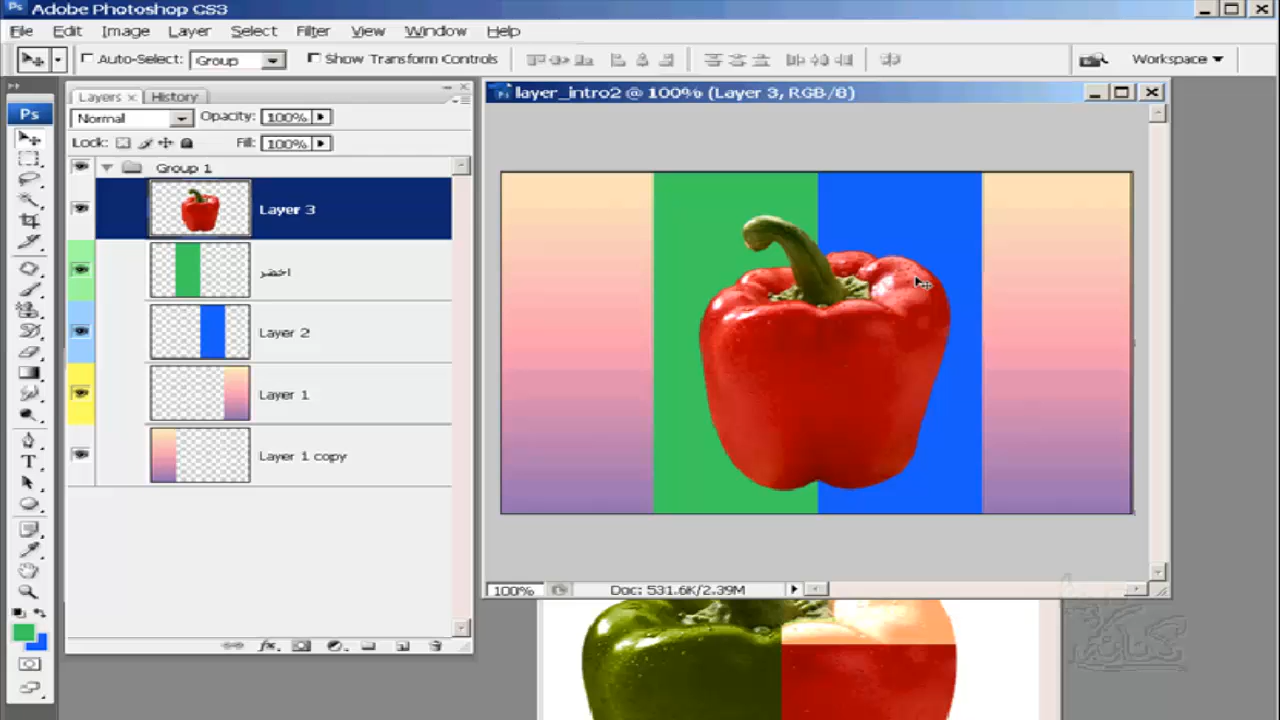 Adobe Photoshop CS3
File Edit Image Layer Select Filter View Window Help
Auto-Select: Group Show Transform Controls Workspace
Layers × History
Normal Opacity: 100%
Lock: Fill: 100%
Group 1
Layer 3
اخضر
Layer 2
Layer 1
Layer 1 copy
Ps
T
layer_intro2 @ 100% (Layer 3, RGB/8)
100% Doc: 531.6K/2.39M